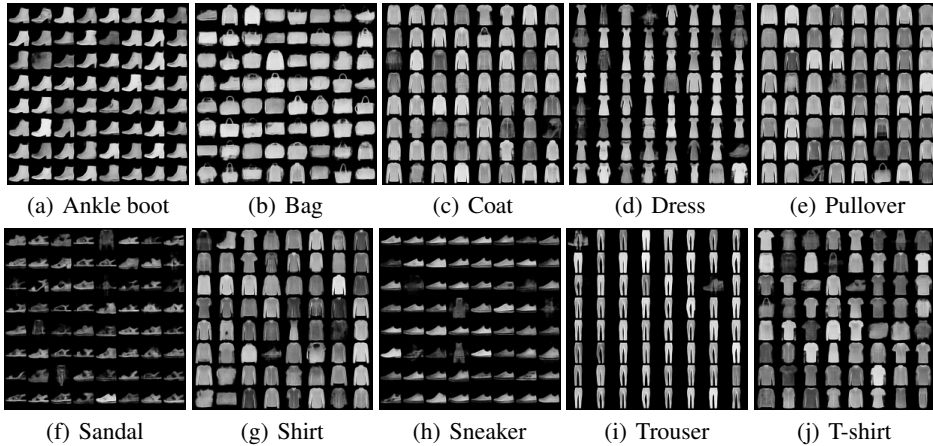 (a) Ankle boot
(b) Bag
(c) Coat
(d) Dress
(e) Pullover
(f) Sandal
(g) Shirt
(h) Sneaker
(i) Trouser
(j) T-shirt